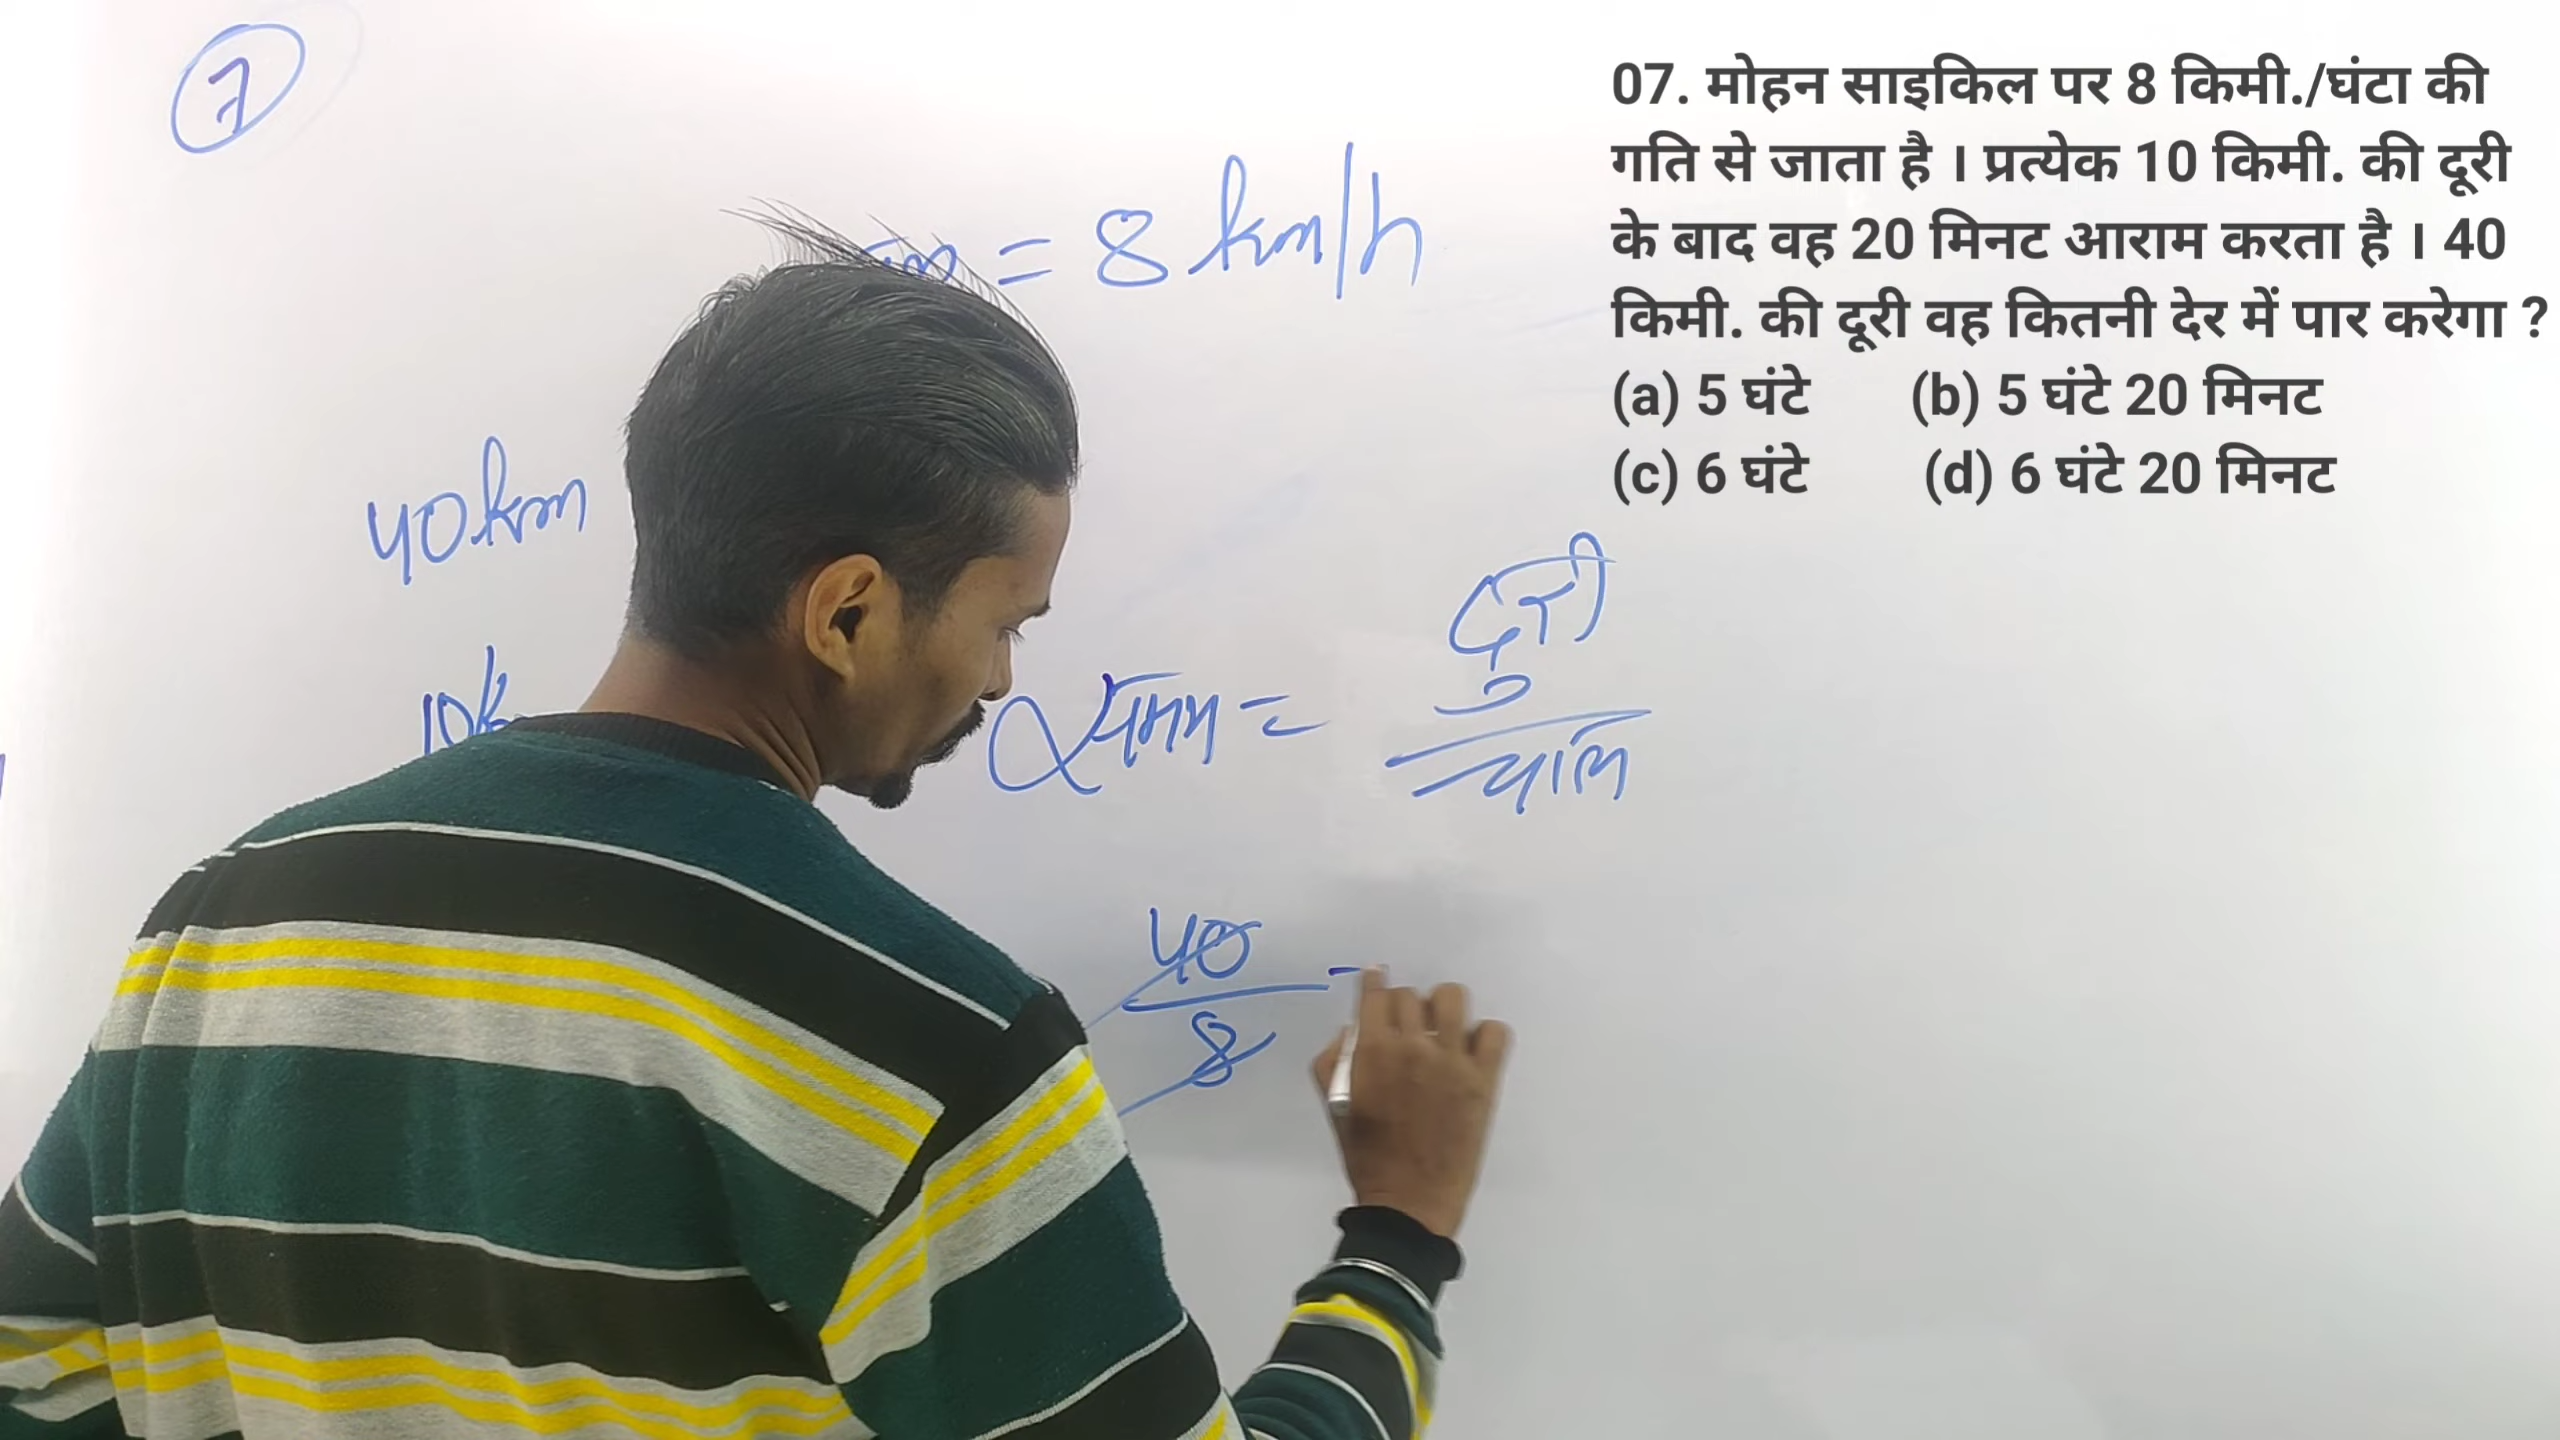 7
07. मोहन साइकिल पर 8 किमी./घंटा की
गति से जाता है । प्रत्येक 10 किमी. की दूरी
के बाद वह 20 मिनट आराम करता है । 40
किमी. की दूरी वह कितनी देर में पार करेगा ?
(a) 5 घंटे (b) 5 घंटे 20 मिनट
(c) 6 घंटे (d) 6 घंटे 20 मिनट
= 8 km/h
40km
10k
समय = दुरी
चाल
40
8